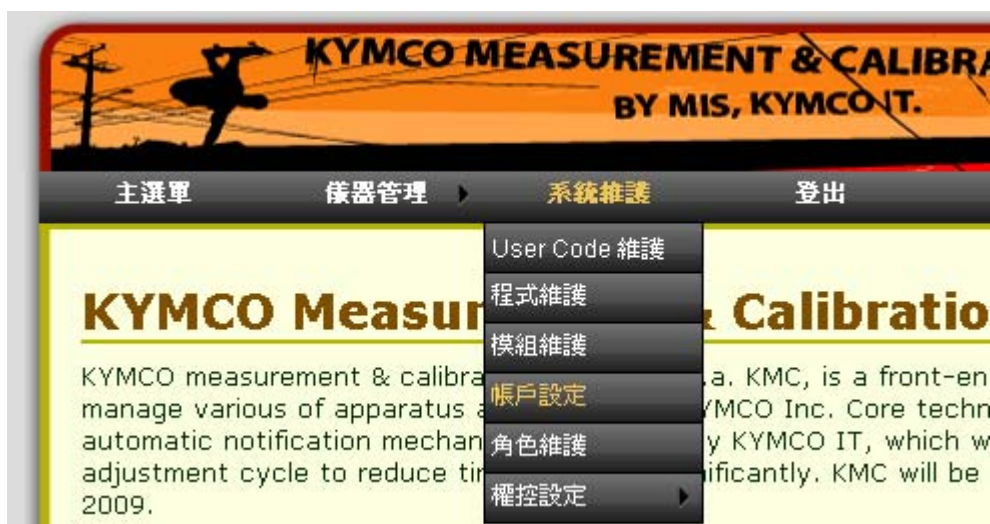 KYMCO MEASUREMENT & CALIBRA
BY MIS, KYMCO IT.
主選單 儀器管理 系統維護 登出
User Code 維護
程式維護
模組維護
帳戶設定
角色維護
權控設定
KYMCO Measur & Calibratio
KYMCO measurement & calibra .a. KMC, is a front-en
manage various of apparatus a YMCO Inc. Core techn
automatic notification mechan y KYMCO IT, which w
adjustment cycle to reduce tim ificantly. KMC will be
2009.